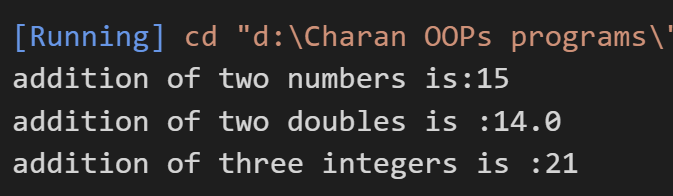 [Running] cd "d:\Charan OOPs programs\"
addition of two numbers is:15
addition of two doubles is :14.0
addition of three integers is :21